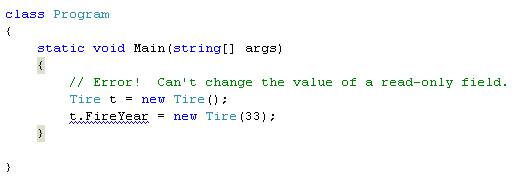 class Program
{
static void Main(string[] args)
{
// Error! Can't change the value of a read-only field.
Tire t = new Tire();
t.FireYear = new Tire(33);
}
}